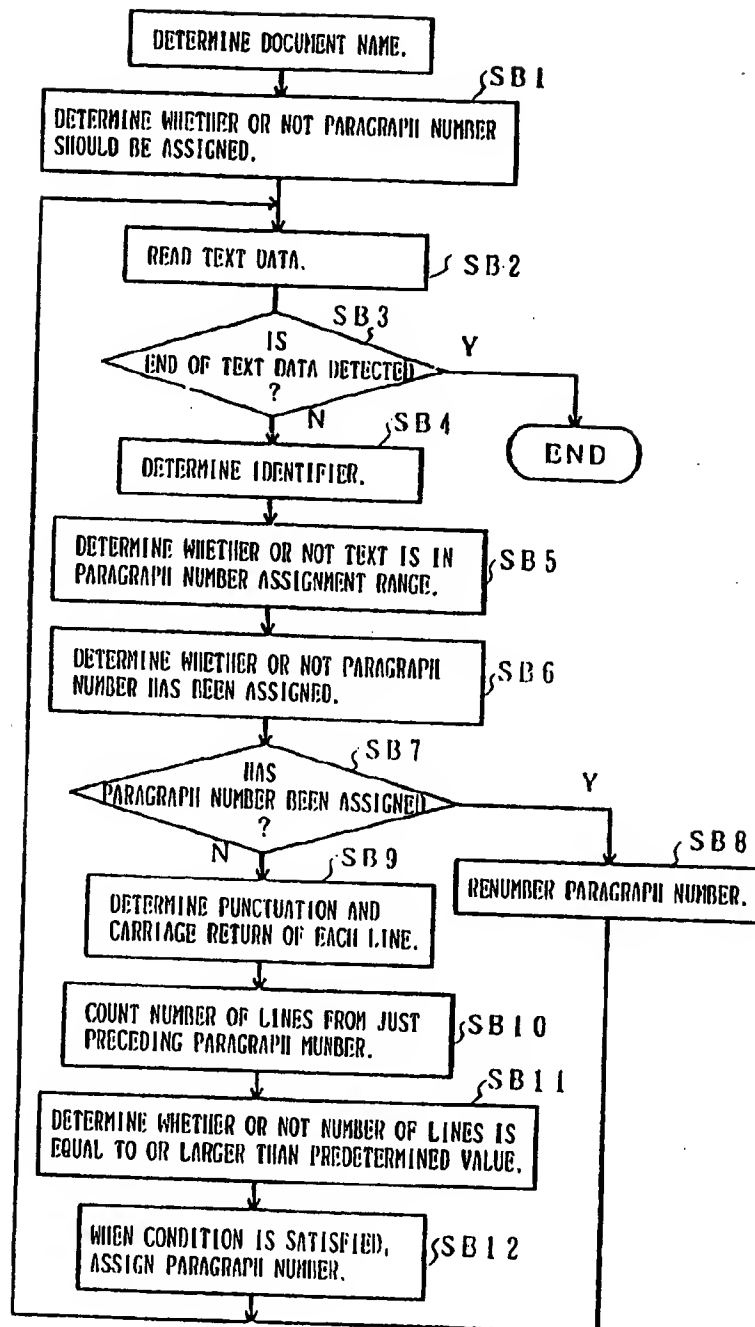 DETERMINE DOCUMENT NAME.
SB1
DETERMINE WHETHER OR NOT PARAGRAPH NUMBER
SHOULD BE ASSIGNED.
READ TEXT DATA.
SB2
SB3
IS
END OF TEXT DATA DETECTED
?
Y
N
END
SB4
DETERMINE IDENTIFIER.
DETERMINE WHETHER OR NOT TEXT IS IN
PARAGRAPH NUMBER ASSIGNMENT RANGE.
SB5
DETERMINE WHETHER OR NOT PARAGRAPH
NUMBER HAS BEEN ASSIGNED.
SB6
SB7
HAS
PARAGRAPH NUMBER BEEN ASSIGNED
?
Y
N
SB8
RENUMBER PARAGRAPH NUMBER.
SB9
DETERMINE PUNCTUATION AND
CARRIAGE RETURN OF EACH LINE.
COUNT NUMBER OF LINES FROM JUST
PRECEDING PARAGRAPH MUNBER.
SB10
SB11
DETERMINE WHETHER OR NOT NUMBER OF LINES IS
EQUAL TO OR LARGER THAN PREDETERMINED VALUE.
WHEN CONDITION IS SATISFIED,
ASSIGN PARAGRAPH NUMBER.
SB12